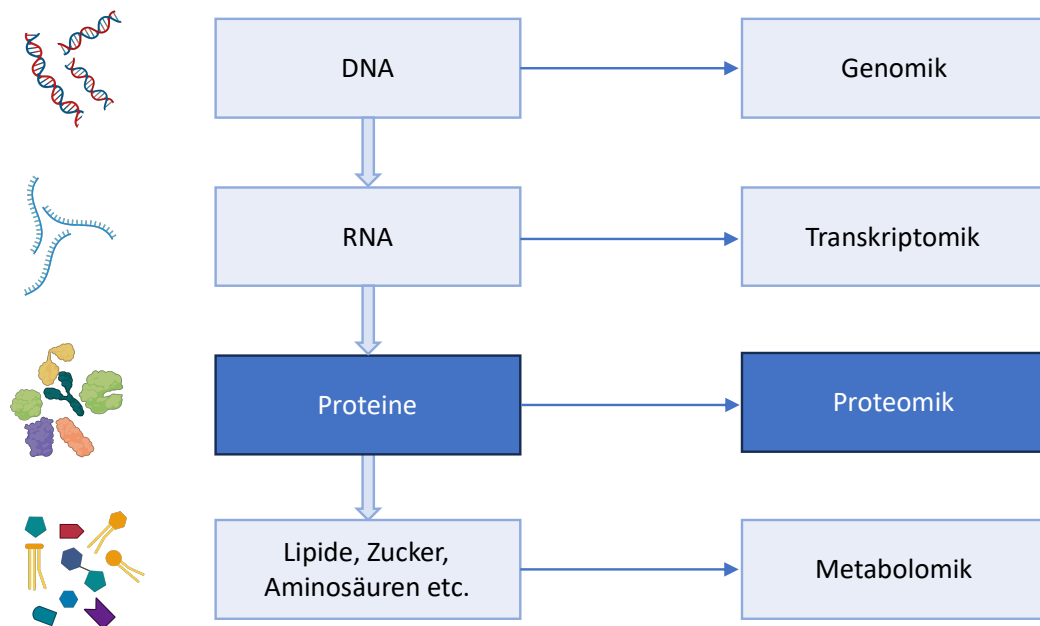 DNA
Genomik
RNA
Transkriptomik
Proteine
Proteomik
Lipide, Zucker,
Aminosäuren etc.
Metabolomik